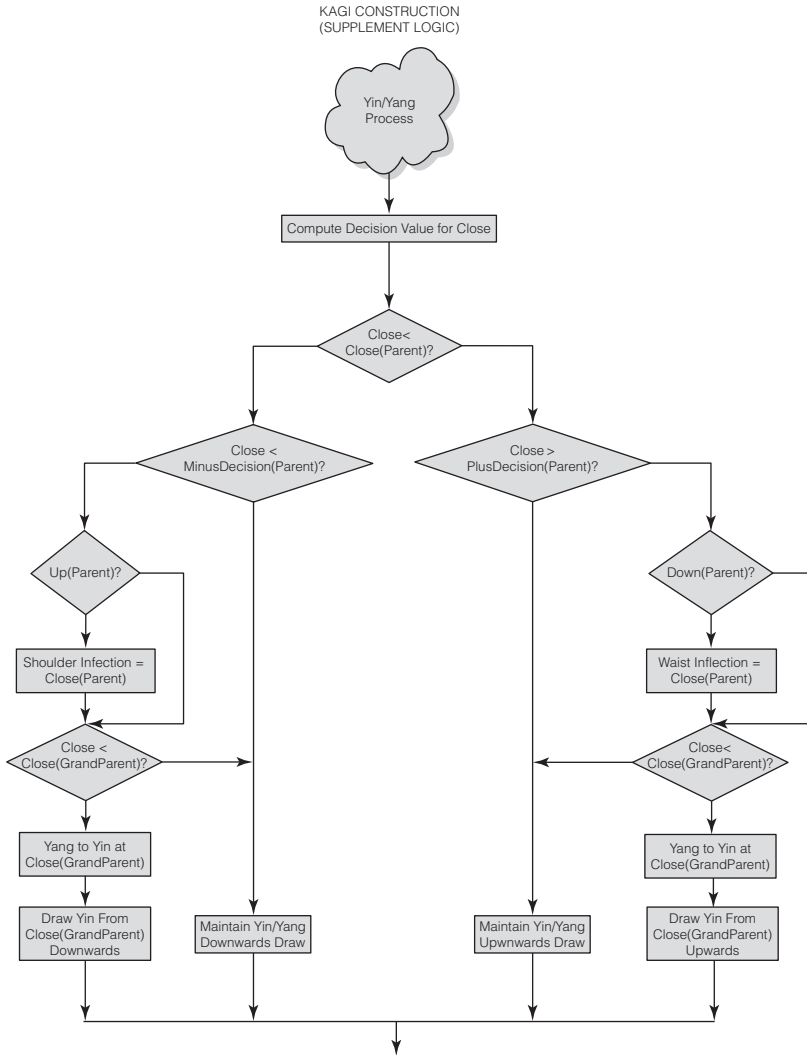 KAGI CONSTRUCTION
(SUPPLEMENT LOGIC)
Yin/Yang
Process
Compute Decision Value for Close
Close<
Close(Parent)?
Close <
MinusDecision(Parent)?
Close >
PlusDecision(Parent)?
Up(Parent)?
Down(Parent)?
Shoulder Infection =
Close(Parent)
Waist Inflection =
Close(Parent)
Close <
Close(GrandParent)?
Close<
Close(GrandParent)?
Yang to Yin at
Close(GrandParent)
Yang to Yin at
Close(GrandParent)
Draw Yin From
Close(GrandParent)
Downwards
Maintain Yin/Yang
Downwards Draw
Maintain Yin/Yang
Upwnwards Draw
Draw Yin From
Close(GrandParent)
Upwards